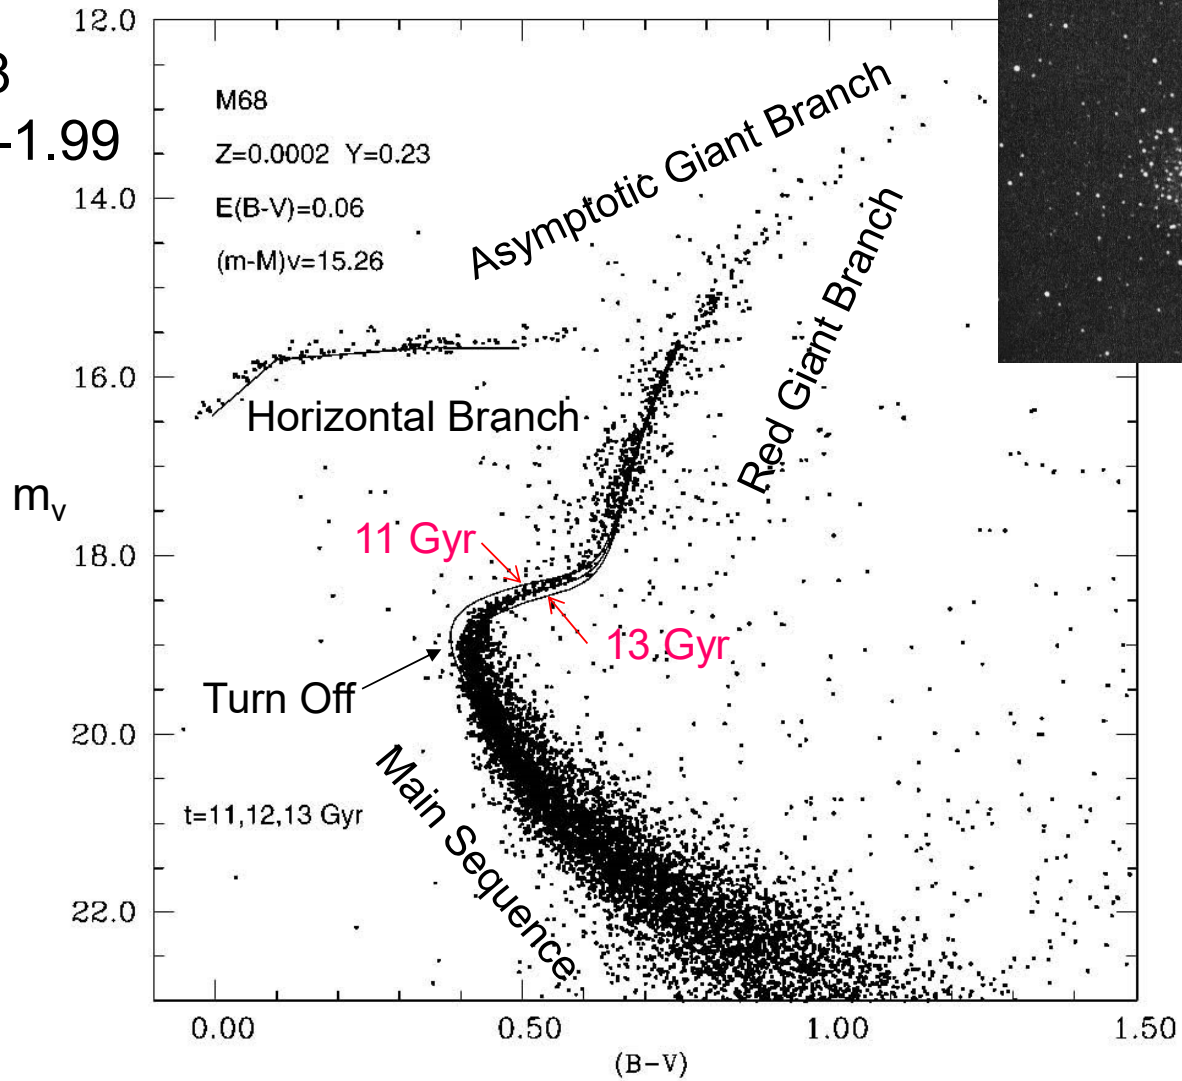 12.0
8
-1.99
M68
Z=0.0002 Y=0.23
E(B-V)=0.06
(m-M)v=15.26
14.0
Asymptotic Giant Branch
Red Giant Branch
16.0
Horizontal Branch
mv
11 Gyr
18.0
13 Gyr
Turn Off
20.0
Main Sequence
t=11,12,13 Gyr
22.0
0.00 0.50 1.00 1.50
(B-V)